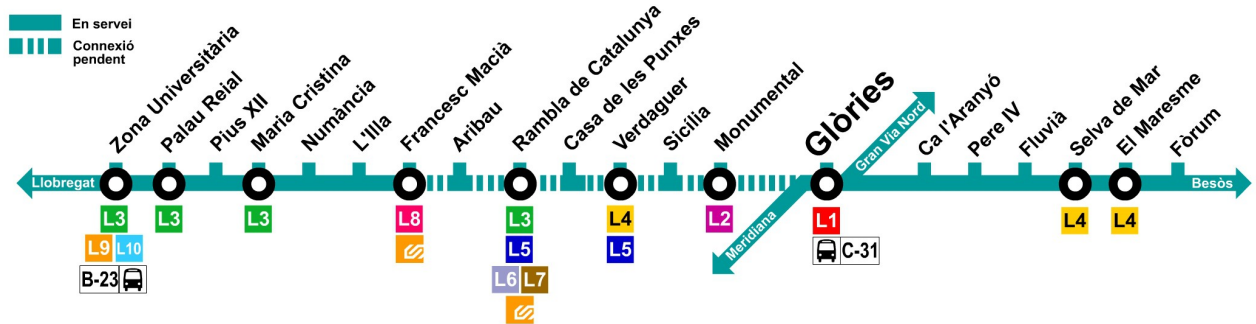 En servei
Connexió
pendent
Zona Universitària
Palau Reial
Pius XII
Maria Cristina
Numància
L'Illa
Francesc Macià
Aribau
Rambla de Catalunya
Casa de les Punxes
Verdaguer
Sicília
Monumental
Glòries
Gran Via Nord
Ca l'Aranyó
Pere IV
Fluvià
Selva de Mar
El Maresme
Fòrum
Llobregat
Meridiana
Besòs
L3
L3
L3
L8
L3
L4
L2
L1
L4
L4
L9 L10
L5
L5
C-31
B-23
L6 L7